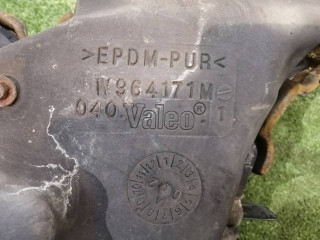 >EPDM-PUR<
W964171M
040. Valeo® .1